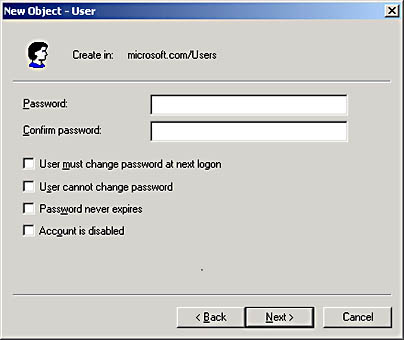 New Object - User
Create in: microsoft.com/Users
Password:
Confirm password:
User must change password at next logon
User cannot change password
Password never expires
Account is disabled
< Back Next > Cancel